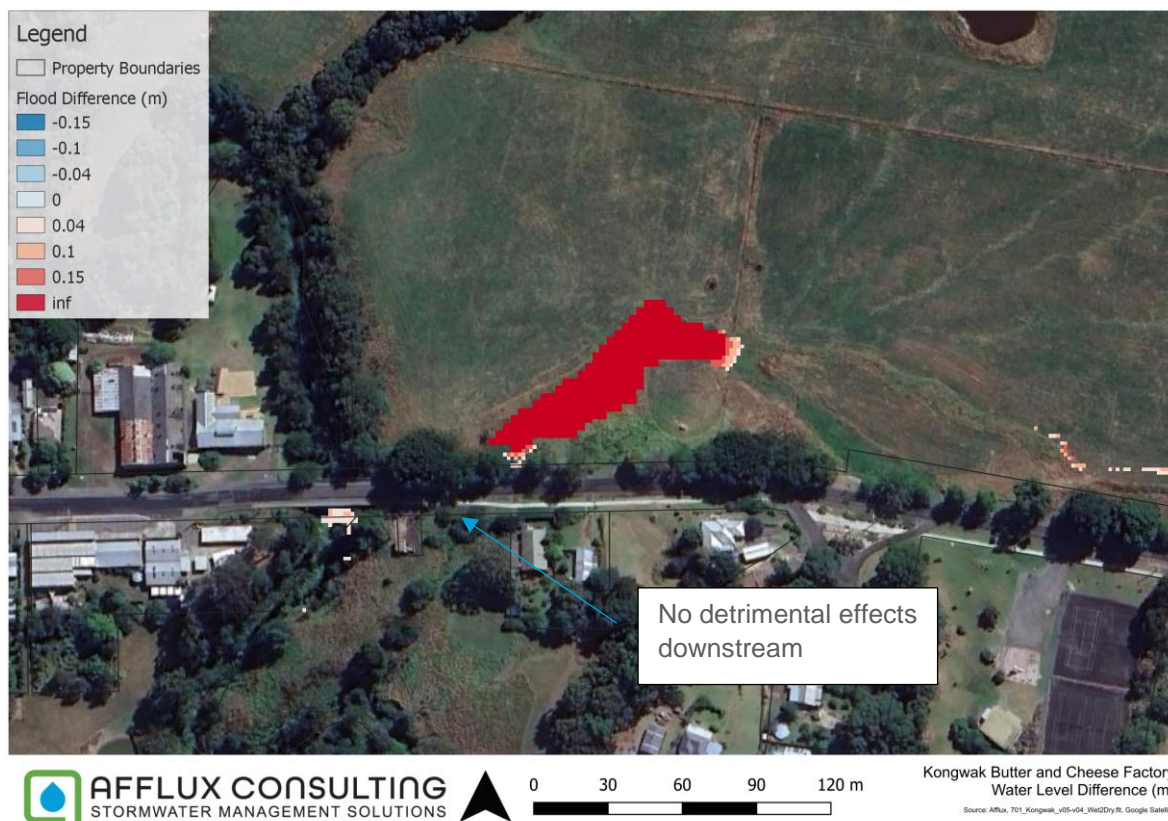 Legend
Property Boundaries
Flood Difference (m)
-0.15
-0.1
-0.04
0
0.04
0.1
0.15
inf
No detrimental effects
downstream
AFFLUX CONSULTING
STORMWATER MANAGEMENT SOLUTIONS
0 30 60 90 120 m
Kongwak Butter and Cheese Factory
Water Level Difference (m
Source: Afflux, 701_Kongwak_v05-v04_Wet2Dry.flt, Google Satelli